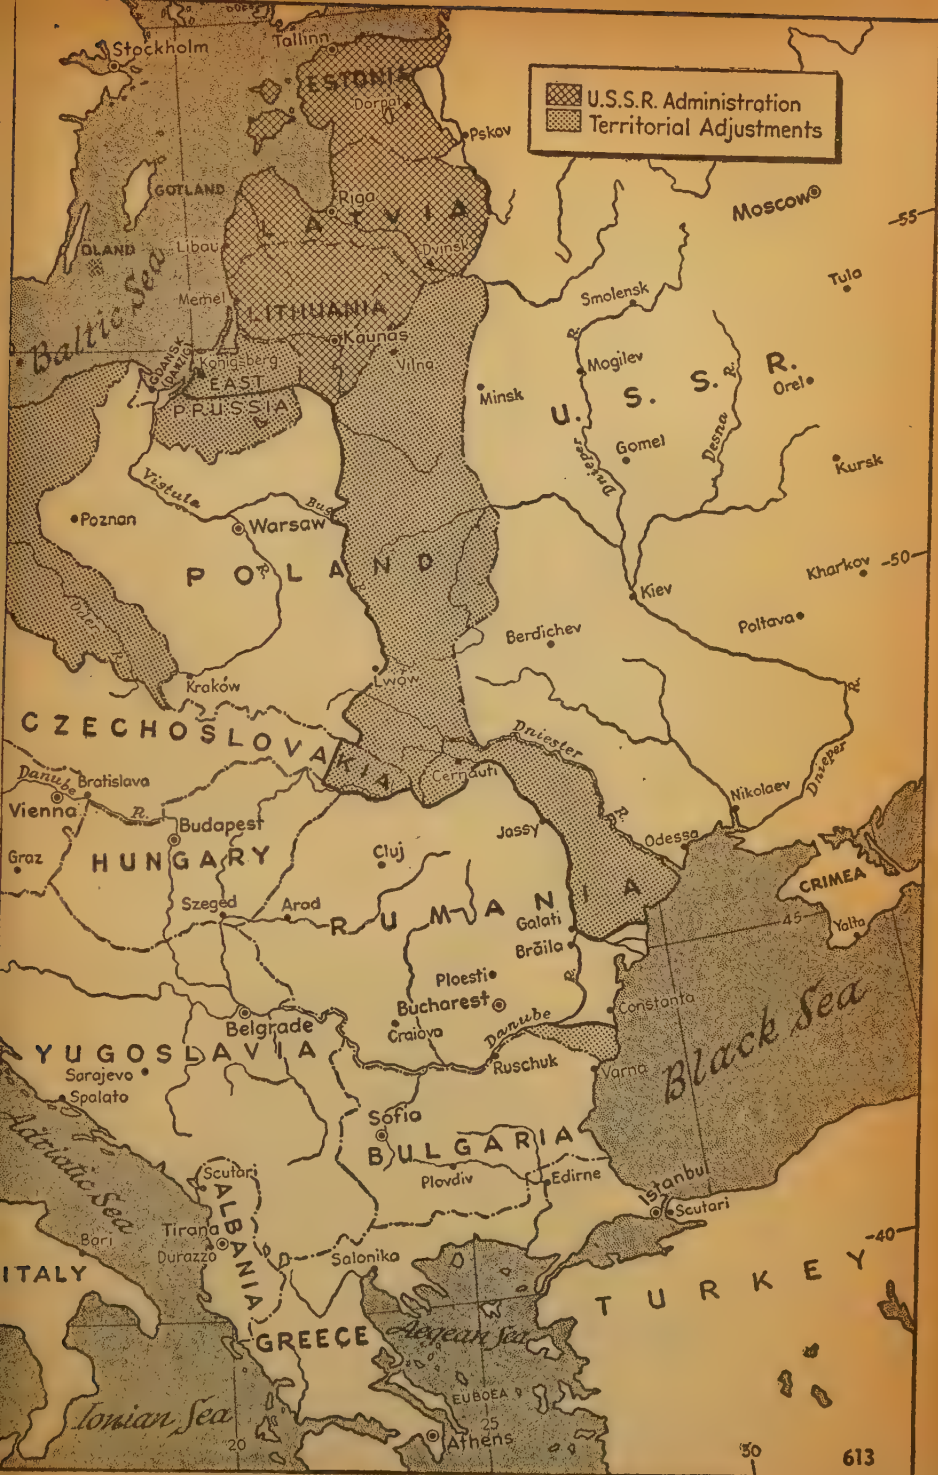 Stockholm
Tallinn
ESTONIA
Dorpat
Pskov
U.S.S.R. Administration
Territorial Adjustments
GOTLAND
Riga
LATVIA
Moscow
-55
ÖLAND
Libau
Dvinsk
Baltic Sea
Memel
LITHUANIA
Smolensk
Tula
Kaunas
R.
GDANSK
(DANZIG)
Königsberg
Vilna
Mogilev
EAST
PRUSSIA
Minsk
U. S. S. R.
R.
Orel
Dnieper
Gomel
Desna
Kursk
Vistula
Bug
Poznan
Warsaw
POLAND
R.
Kharkov
-50
Kiev
Oder R.
Berdichev
Poltava
Kraków
Lwów
R.
CZECHOSLOVAKIA
Dniester
Danube
Bratislava
Cernauti
Dnieper
Vienna
R.
Nikolaev
R.
Budapest
Jassy
Odessa
Graz
HUNGARY
Cluj
CRIMEA
Szeged
Arad
RUMANIA
Galati
45
Yalta
Brăila
Ploesti
R.
Bucharest
Constanta
Black Sea
Belgrade
Craiova
Danube
YUGOSLAVIA
Ruschuk
Varna
Sarajevo
Spalato
Adriatic Sea
Sofia
BULGARIA
Scutari
Plovdiv
Edirne
Istanbul
Scutari
ALBANIA
Tirana
Bari
Durazzo
Salonika
-40
ITALY
TURKEY
GREECE
Aegean Sea
EUBOEA
Ionian Sea
25
20
Athens
30
613